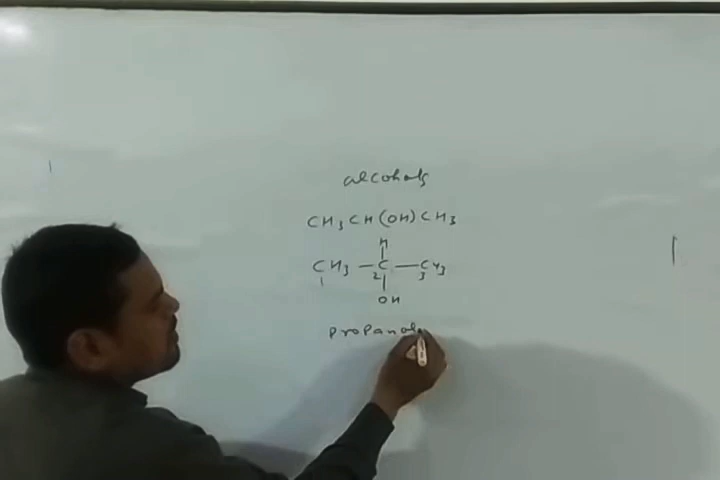 alcohols
CH3CH(OH)CH3
H
CH3 — C — CH3
1 2 3
OH
propanol